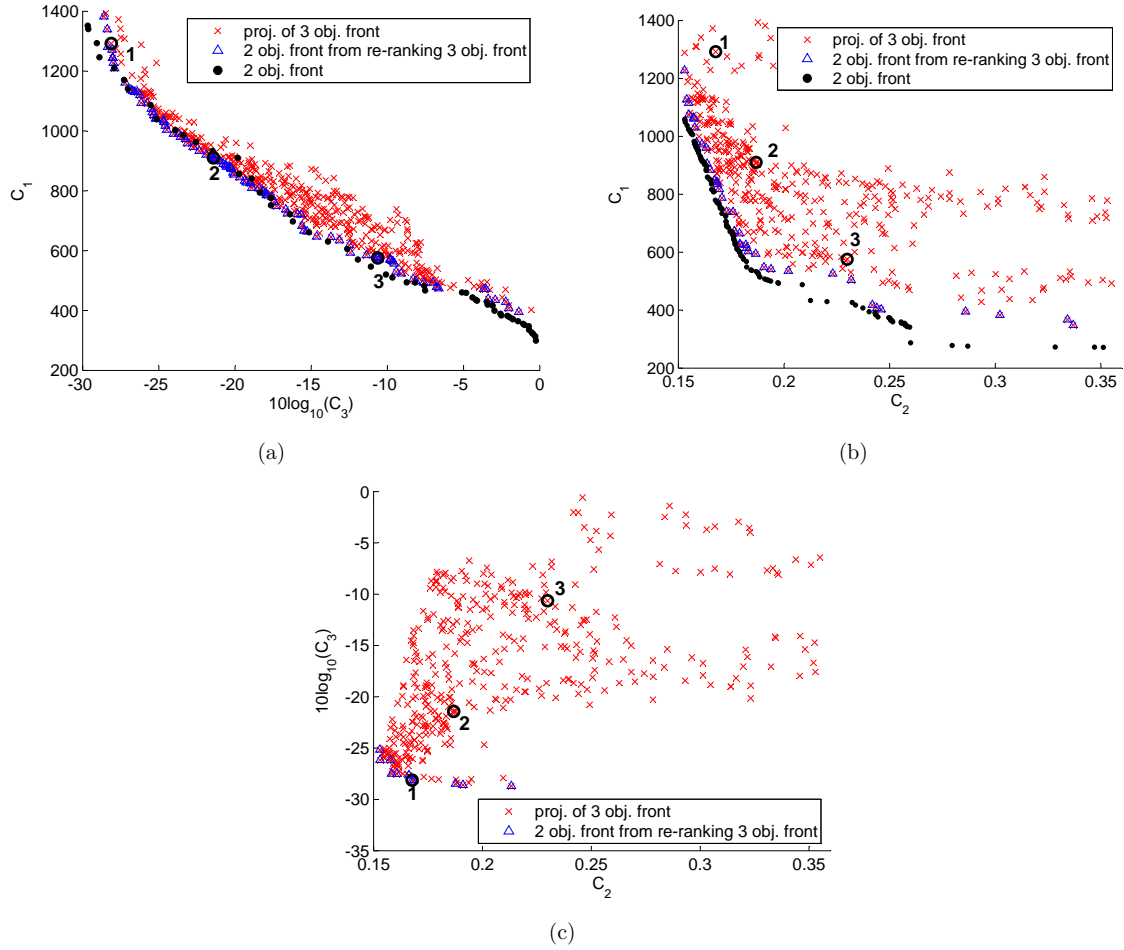 1400
1200
1000
800
600
400
200
C1
-30
-25
-20
-15
-10
-5
0
10log10(C3)
proj. of 3 obj. front
2 obj. front from re-ranking 3 obj. front
2 obj. front
1
2
3
(a)
1400
1200
1000
800
600
400
200
C1
0.15
0.2
0.25
0.3
0.35
C2
proj. of 3 obj. front
2 obj. front from re-ranking 3 obj. front
2 obj. front
1
2
3
(b)
0
-5
-10
-15
-20
-25
-30
-35
10log10(C3)
0.15
0.2
0.25
0.3
0.35
C2
3
2
1
proj. of 3 obj. front
2 obj. front from re-ranking 3 obj. front
(c)